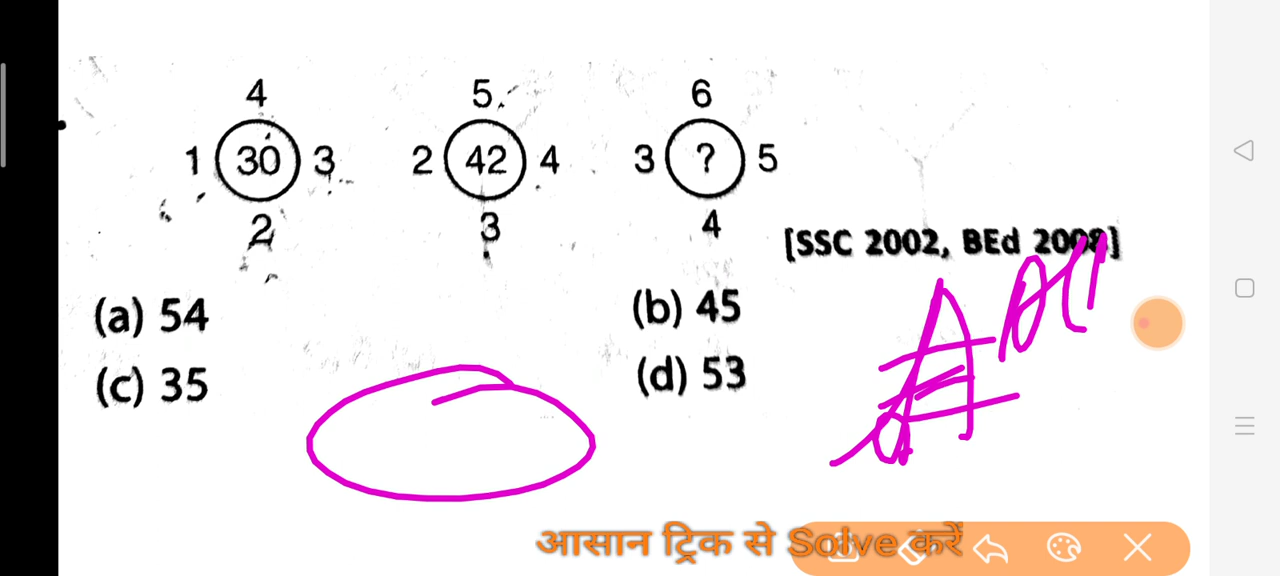 4 5 6
1 30 3 2 42 4 3 ? 5
2 3 4
[SSC 2002, BEd 2008]
(a) 54 (b) 45
(c) 35 (d) 53
आसान ट्रिक से Solve करें